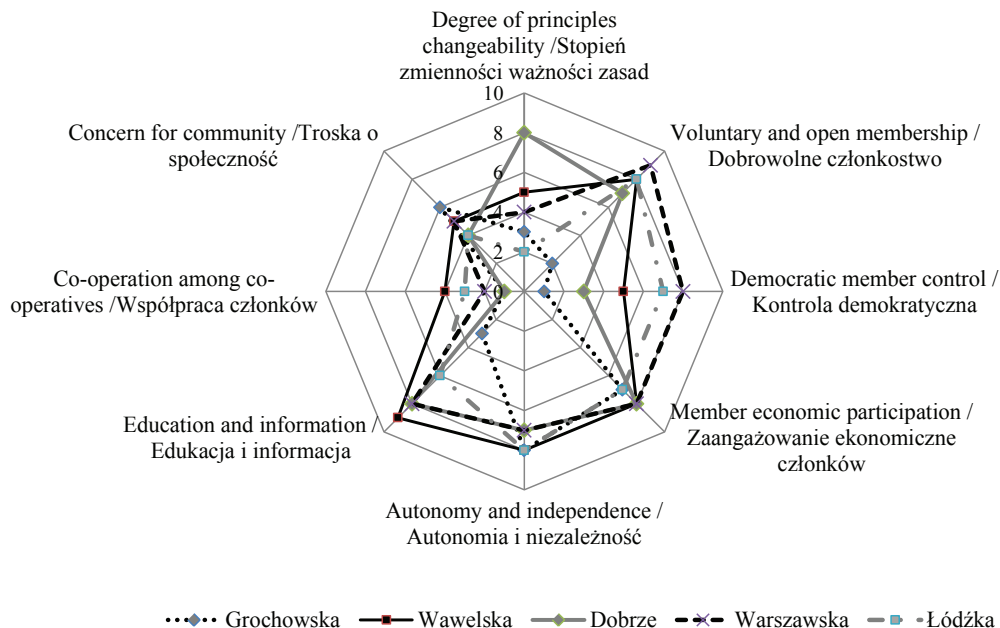 Degree of principles
changeability /Stopień
zmienności ważności zasad
10
8
6
4
2
0
Voluntary and open membership /
Dobrowolne członkostwo
Democratic member control /
Kontrola demokratyczna
Member economic participation /
Zaangażowanie ekonomiczne
członków
Autonomy and independence /
Autonomia i niezależność
Education and information /
Edukacja i informacja
Co-operation among co-
operatives /Współpraca członków
Concern for community /Troska o
społeczność
Grochowska
Wawelska
Dobrze
Warszawska
Łódźka